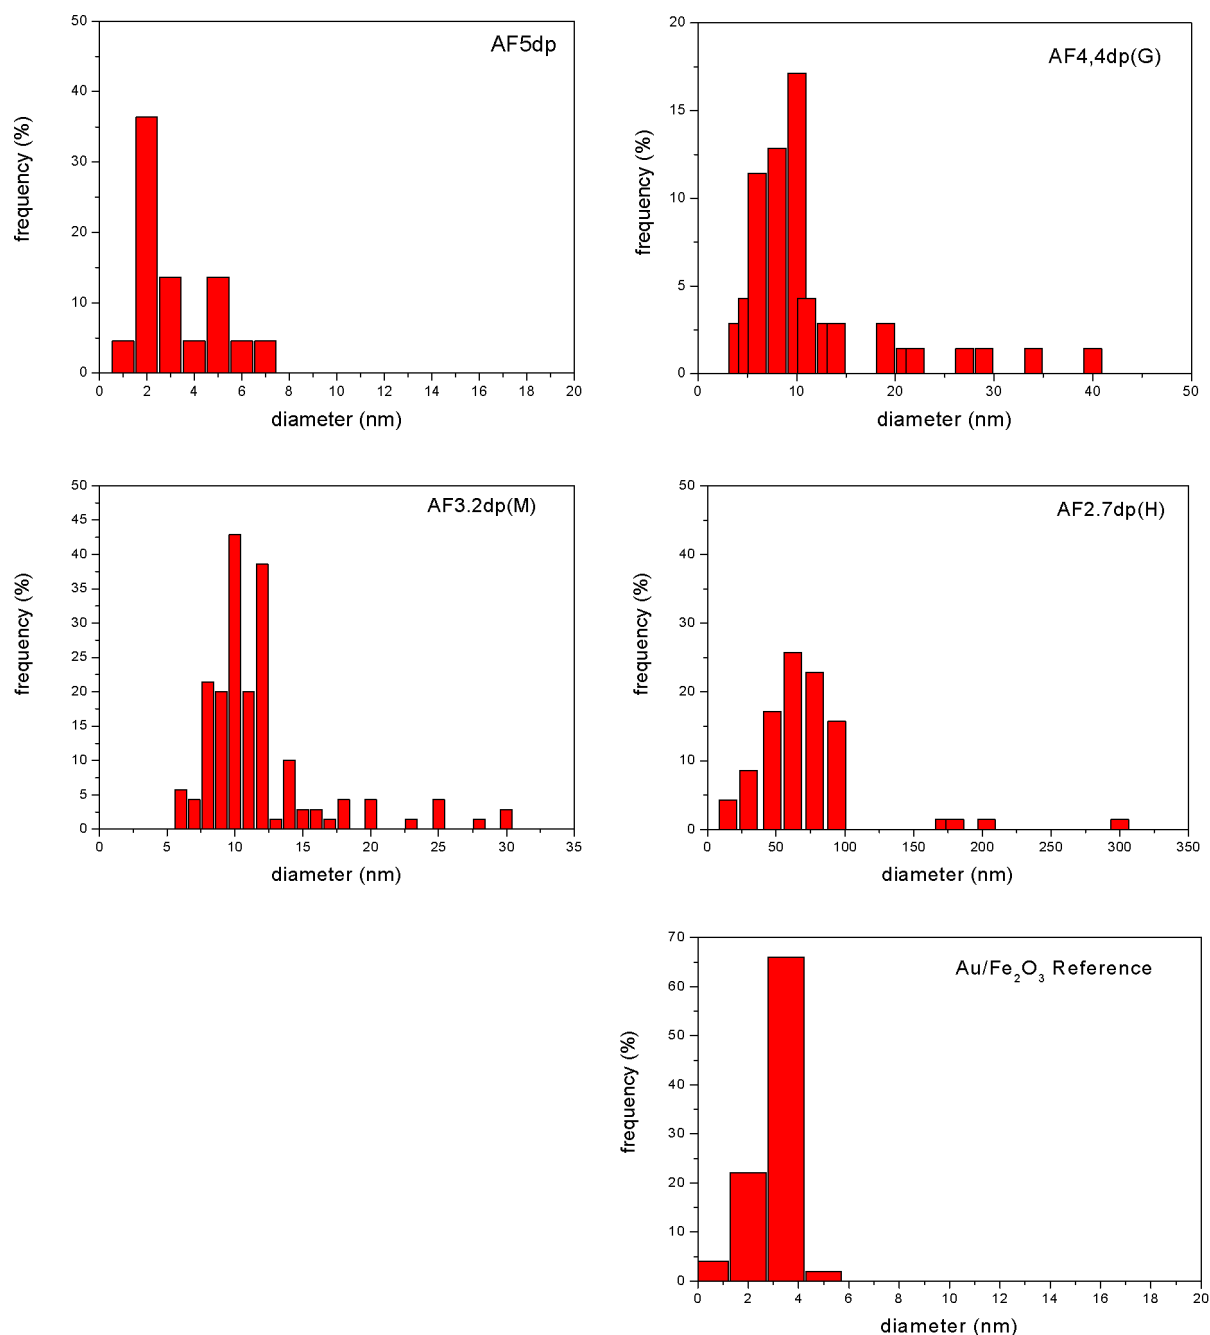 AF5dp
frequency (%)
50
40
30
20
10
0
0 2 4 6 8 10 12 14 16 18 20
diameter (nm)
AF4,4dp(G)
frequency (%)
20
15
10
5
0
0 10 20 30 40 50
diameter (nm)
AF3.2dp(M)
frequency (%)
50
45
40
35
30
25
20
15
10
5
0
0 5 10 15 20 25 30 35
diameter (nm)
AF2.7dp(H)
frequency (%)
50
40
30
20
10
0
0 50 100 150 200 250 300 350
diameter (nm)
Au/Fe₂O₃ Reference
frequency (%)
70
60
50
40
30
20
10
0
0 2 4 6 8 10 12 14 16 18 20
diameter (nm)